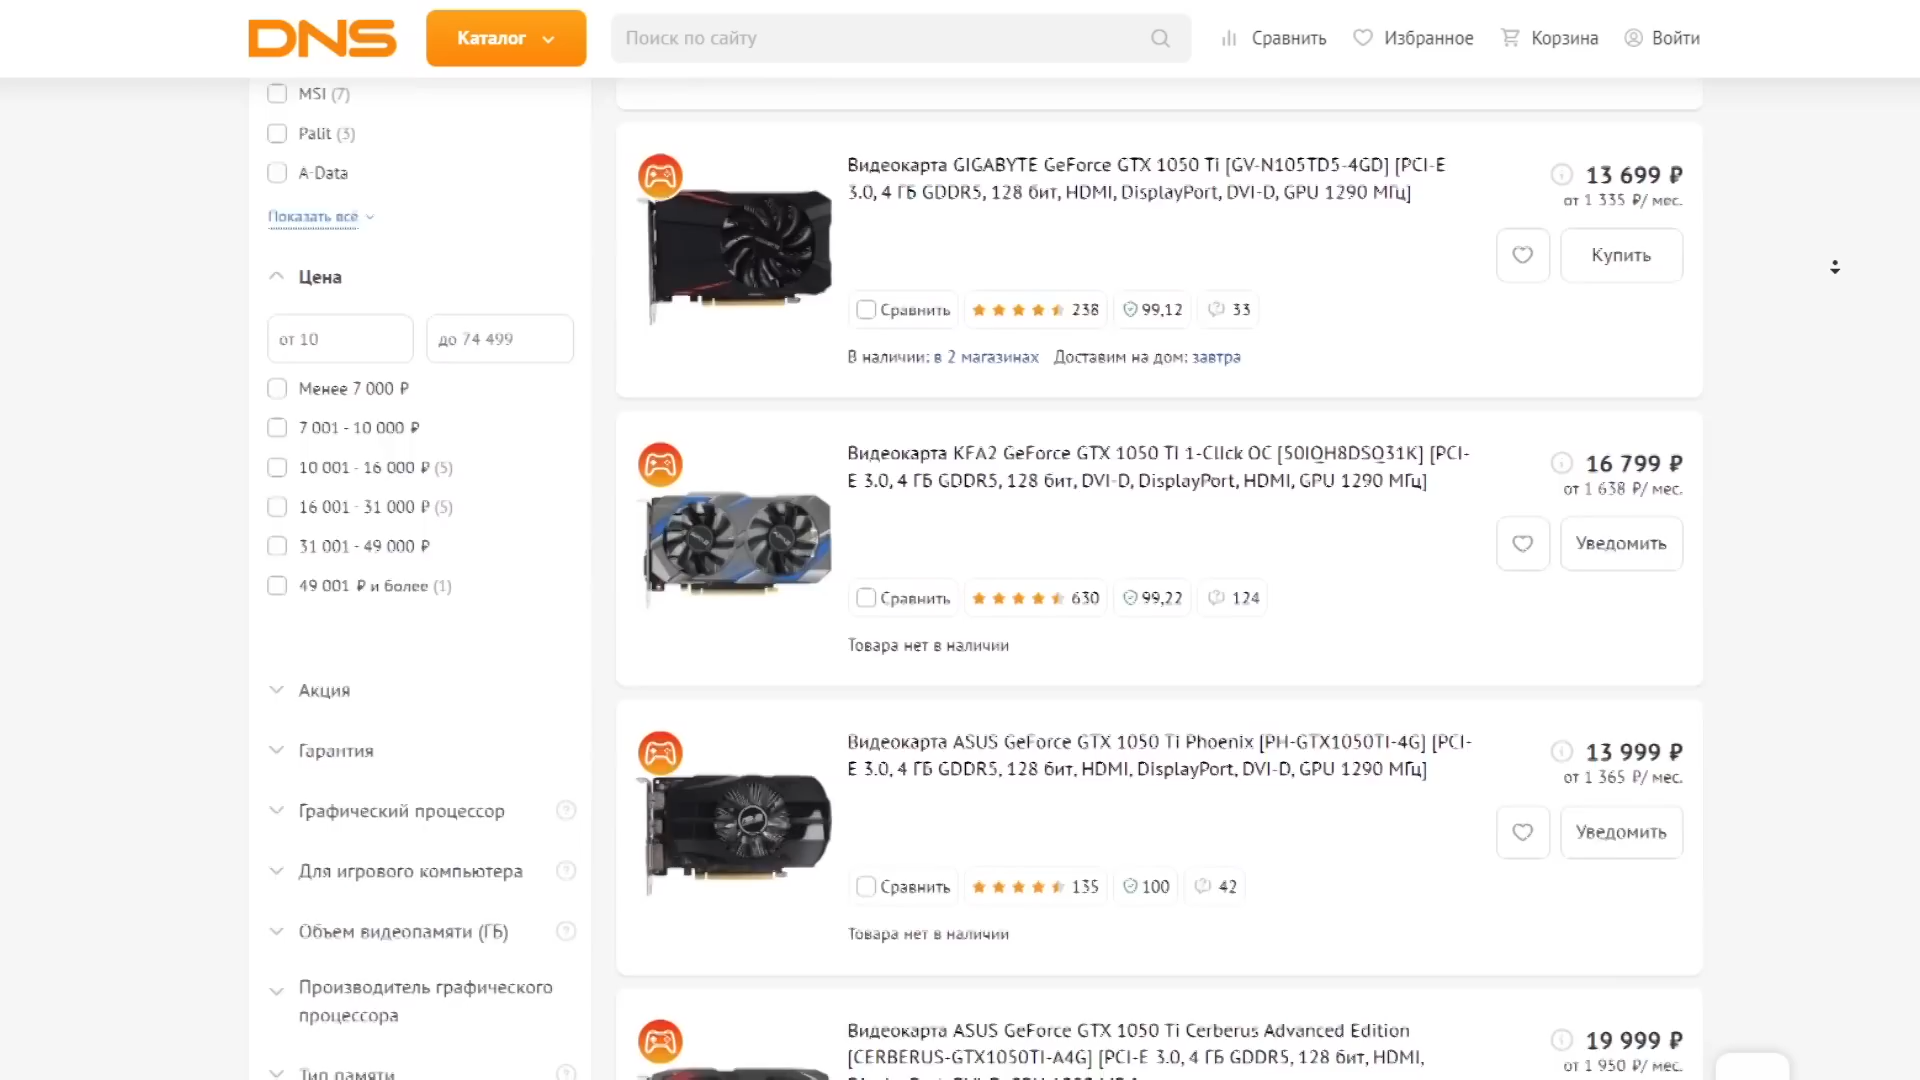 DNS
Каталог
Поиск по сайту
Сравнить
Избранное
Корзина
Войти
MSI (7)
Palit (3)
A-Data
Показать всё
Цена
от 10
до 74 499
Менее 7 000 ₽
7 001 - 10 000 ₽
10 001 - 16 000 ₽ (5)
16 001 - 31 000 ₽ (5)
31 001 - 49 000 ₽
49 001 ₽ и более (1)
Акция
Гарантия
Графический процессор
Для игрового компьютера
Объем видеопамяти (ГБ)
Производитель графического
процессора
Тип памяти
Видеокарта GIGABYTE GeForce GTX 1050 Ti [GV-N105TD5-4GD] [PCI-E
3.0, 4 ГБ GDDR5, 128 бит, HDMI, DisplayPort, DVI-D, GPU 1290 МГц]
13 699 ₽
от 1 335 ₽/ мес.
Купить
Сравнить
238
99,12
33
В наличии: в 2 магазинах Доставим на дом: завтра
Видеокарта KFA2 GeForce GTX 1050 TI 1-Click OC [50IQH8DSQ31K] [PCI-
E 3.0, 4 ГБ GDDR5, 128 бит, DVI-D, DisplayPort, HDMI, GPU 1290 МГц]
16 799 ₽
от 1 638 ₽/ мес.
Уведомить
Сравнить
630
99,22
124
Товара нет в наличии
Видеокарта ASUS GeForce GTX 1050 Ti Phoenix [PH-GTX1050TI-4G] [PCI-
E 3.0, 4 ГБ GDDR5, 128 бит, HDMI, DisplayPort, DVI-D, GPU 1290 МГц]
13 999 ₽
от 1 365 ₽/ мес.
Уведомить
Сравнить
135
100
42
Товара нет в наличии
Видеокарта ASUS GeForce GTX 1050 Ti Cerberus Advanced Edition
[CERBERUS-GTX1050TI-A4G] [PCI-E 3.0, 4 ГБ GDDR5, 128 бит, HDMI,
19 999 ₽
от 1 950 ₽/ мес.